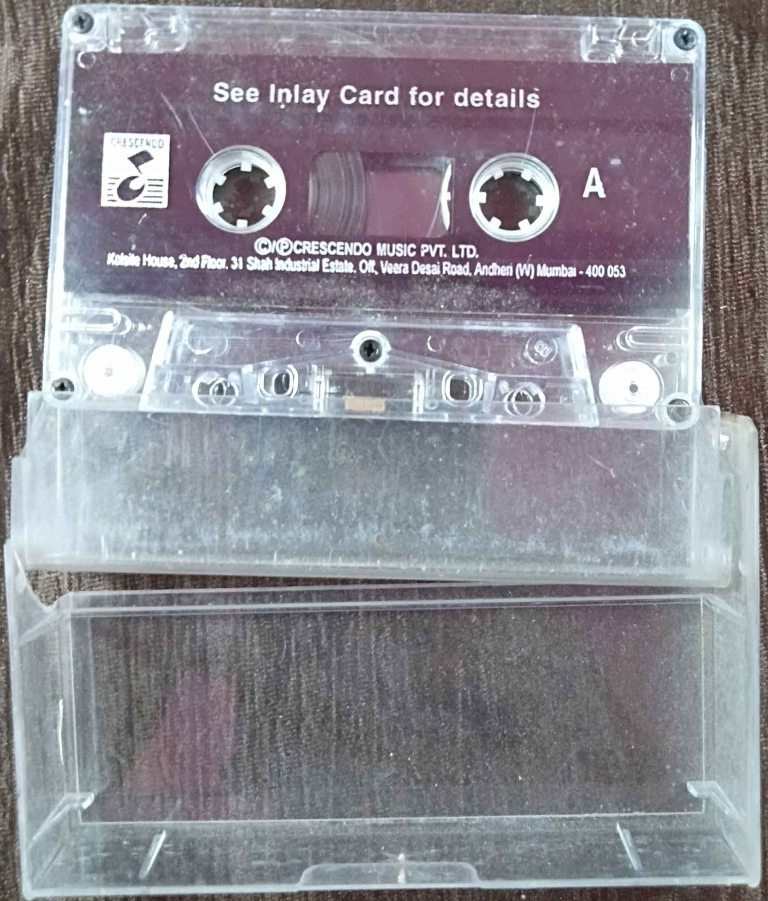 See Inlay Card for details
CRESCENDO
A
©/℗CRESCENDO MUSIC PVT. LTD.
Kolsite House, 2nd Floor. 31 Shah Industrial Estate. Off, Veera Desai Road, Andheri (W) Mumbai - 400 053